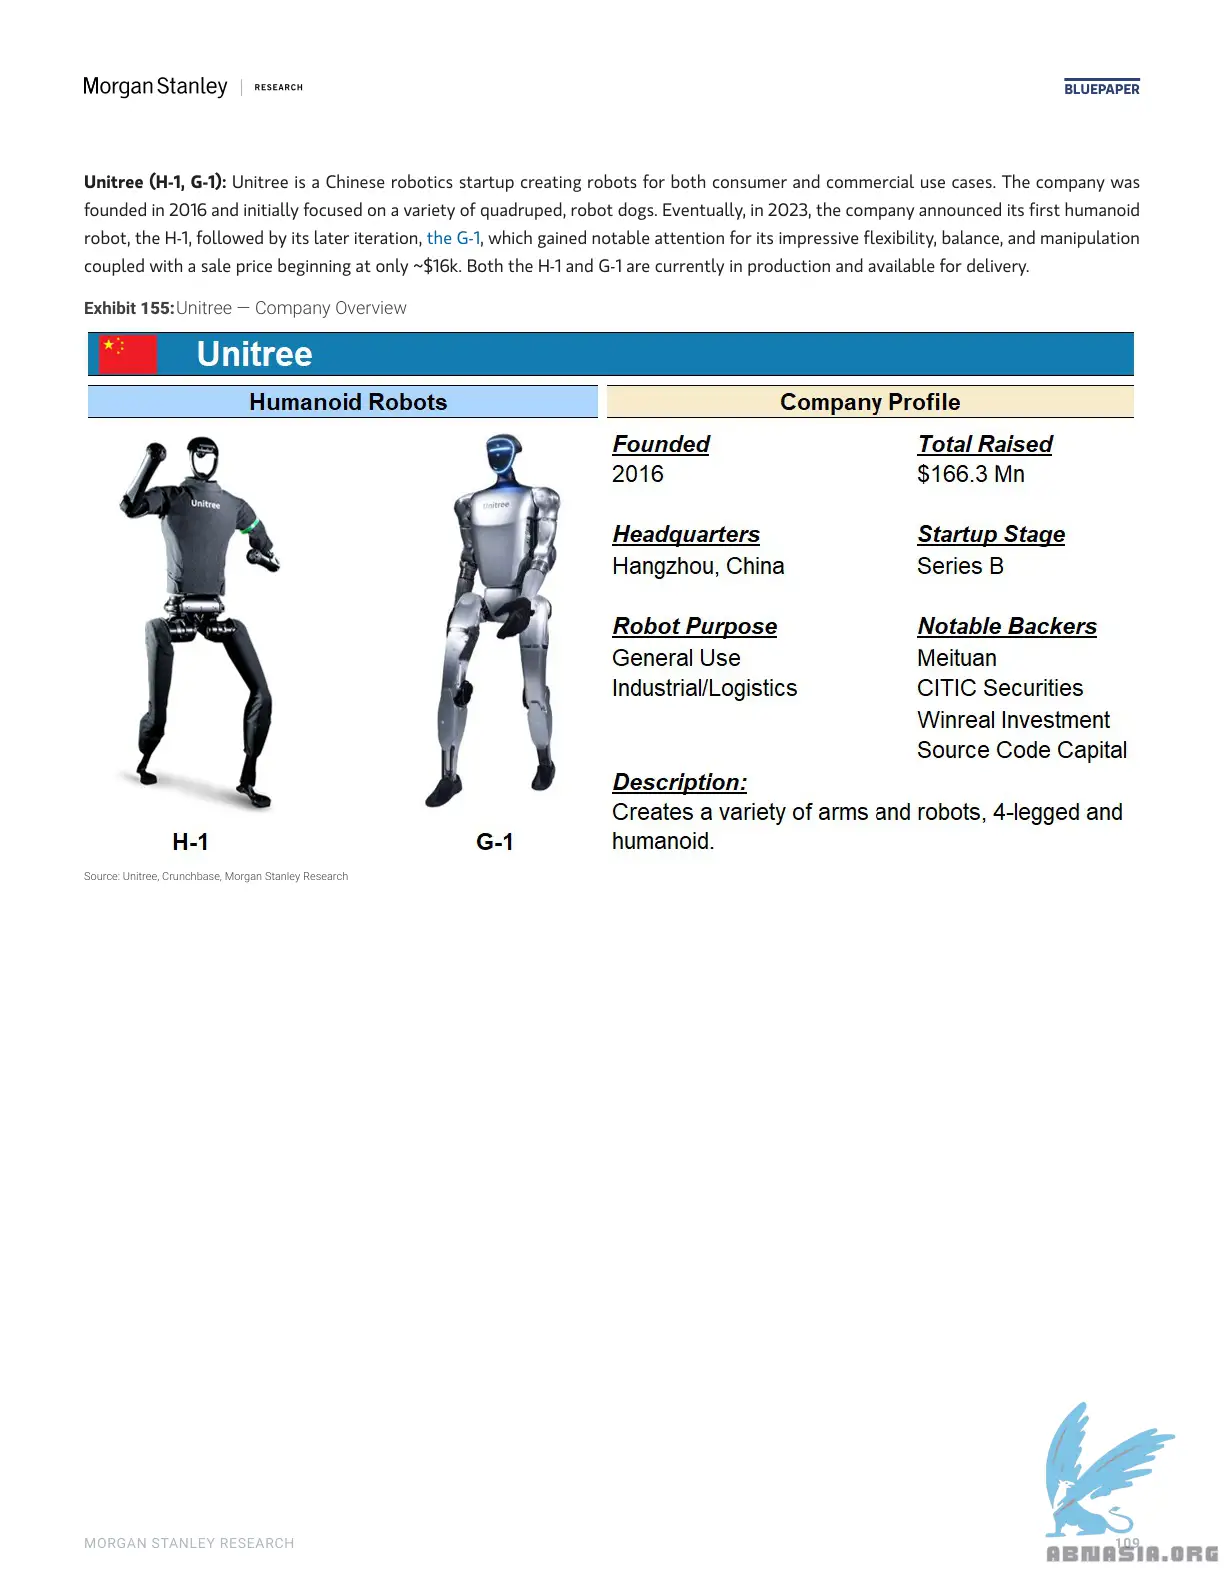 Morgan Stanley | RESEARCH
BLUEPAPER
Unitree (H-1, G-1): Unitree is a Chinese robotics startup creating robots for both consumer and commercial use cases. The company was
founded in 2016 and initially focused on a variety of quadruped, robot dogs. Eventually, in 2023, the company announced its first humanoid
robot, the H-1, followed by its later iteration, the G-1, which gained notable attention for its impressive flexibility, balance, and manipulation
coupled with a sale price beginning at only ~$16k. Both the H-1 and G-1 are currently in production and available for delivery.
Exhibit 155: Unitree — Company Overview
Unitree
Humanoid Robots
Company Profile
Unitree
H-1
Unitree
G-1
Founded
2016
Total Raised
$166.3 Mn
Headquarters
Hangzhou, China
Startup Stage
Series B
Robot Purpose
General Use
Industrial/Logistics
Notable Backers
Meituan
CITIC Securities
Winreal Investment
Source Code Capital
Description:
Creates a variety of arms and robots, 4-legged and
humanoid.
Source: Unitree, Crunchbase, Morgan Stanley Research
MORGAN STANLEY RESEARCH
109
ABNASIA.ORG